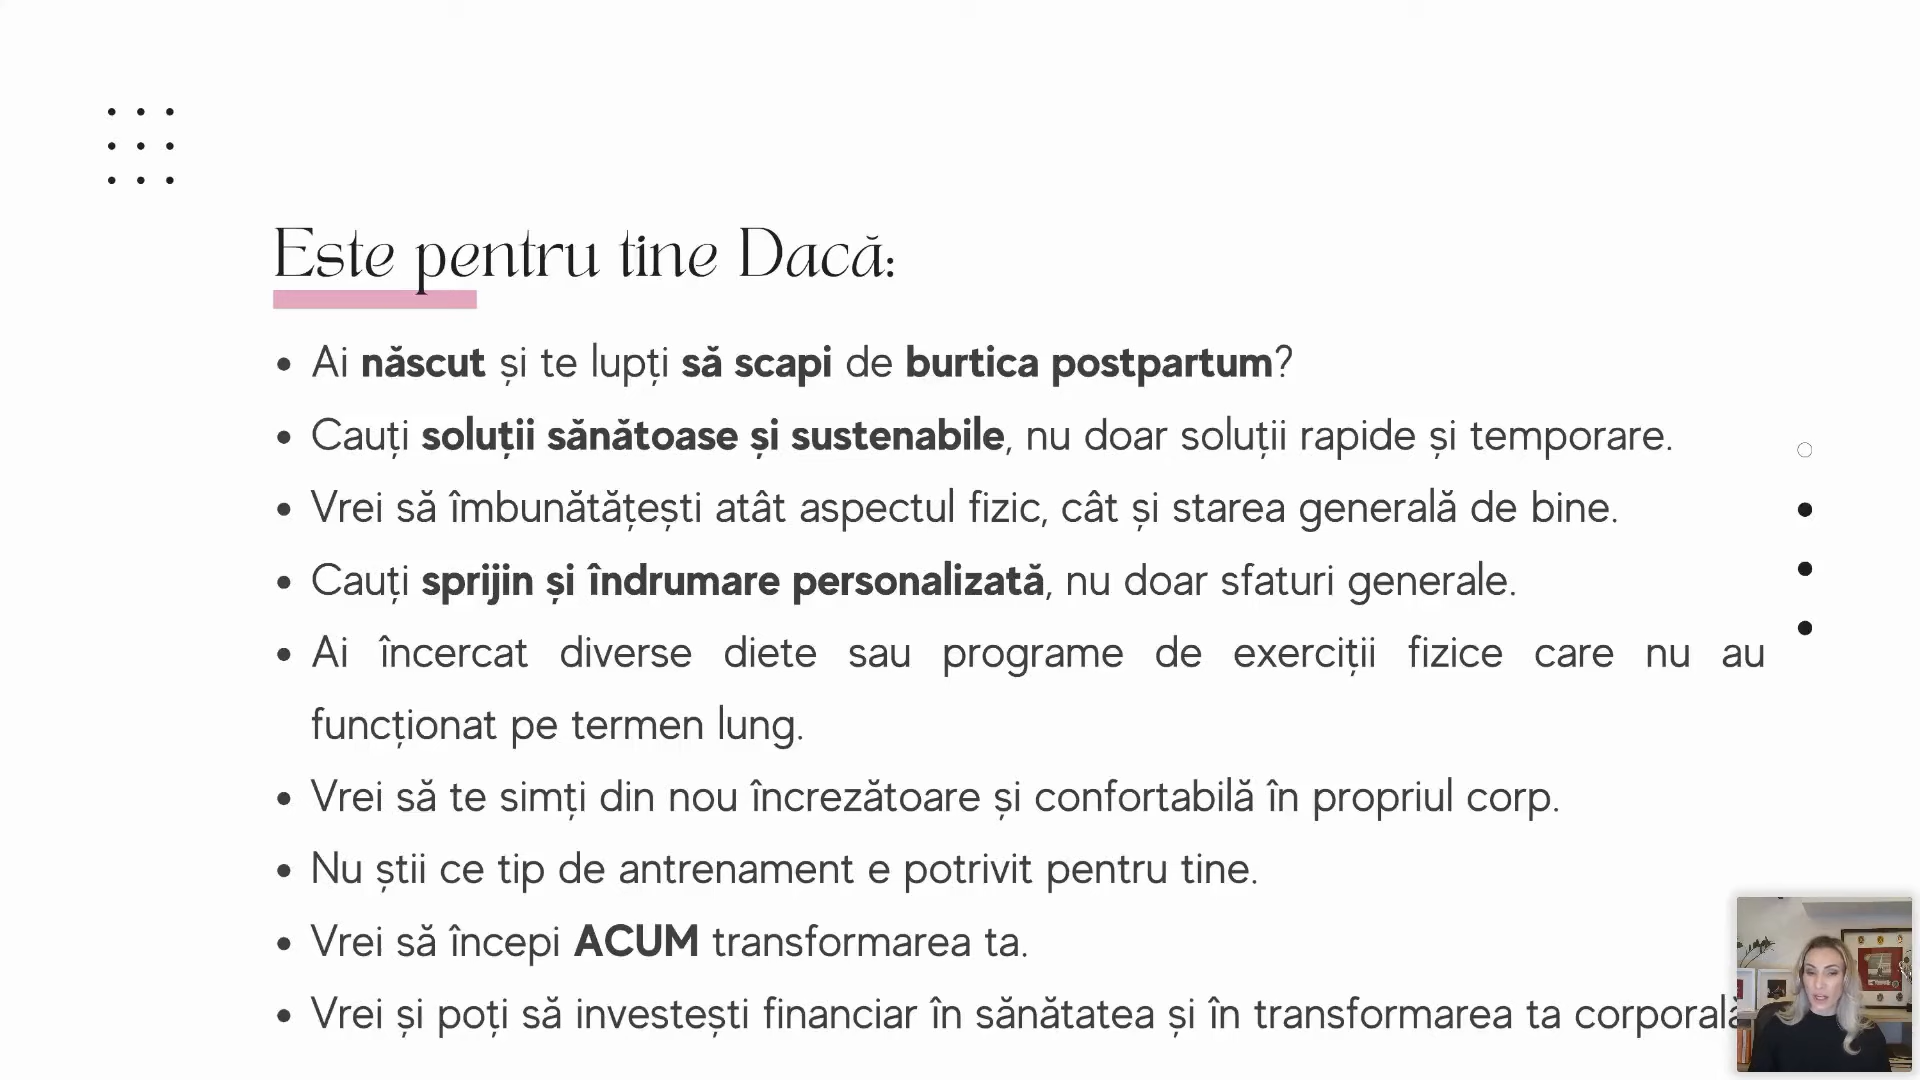 Este pentru tine Dacă:
• Ai născut și te lupți să scapi de burtica postpartum?
• Cauți soluții sănătoase și sustenabile, nu doar soluții rapide și temporare.
• Vrei să îmbunătățești atât aspectul fizic, cât și starea generală de bine.
• Cauți sprijin și îndrumare personalizată, nu doar sfaturi generale.
• Ai încercat diverse diete sau programe de exerciții fizice care nu au
funcționat pe termen lung.
• Vrei să te simți din nou încrezătoare și confortabilă în propriul corp.
• Nu știi ce tip de antrenament e potrivit pentru tine.
• Vrei să începi ACUM transformarea ta.
• Vrei și poți să investești financiar în sănătatea și în transformarea ta corporală